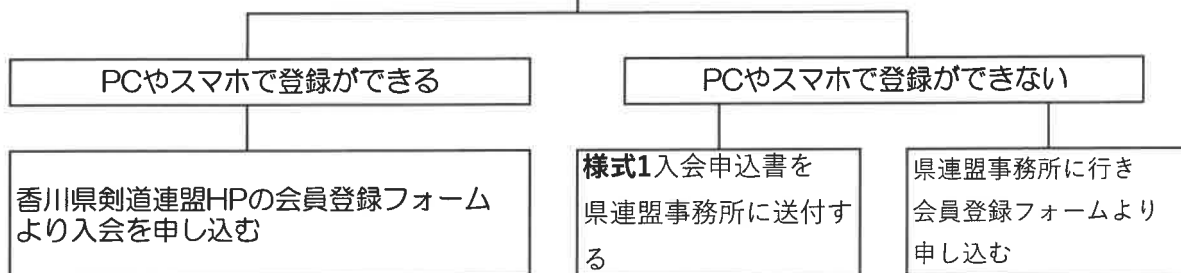 PCやスマホで登録ができる
PCやスマホで登録ができない
香川県剣道連盟HPの会員登録フォーム
より入会を申し込む
様式1入会申込書を
県連盟事務所に送付す
る
県連盟事務所に行き
会員登録フォームより
申し込む